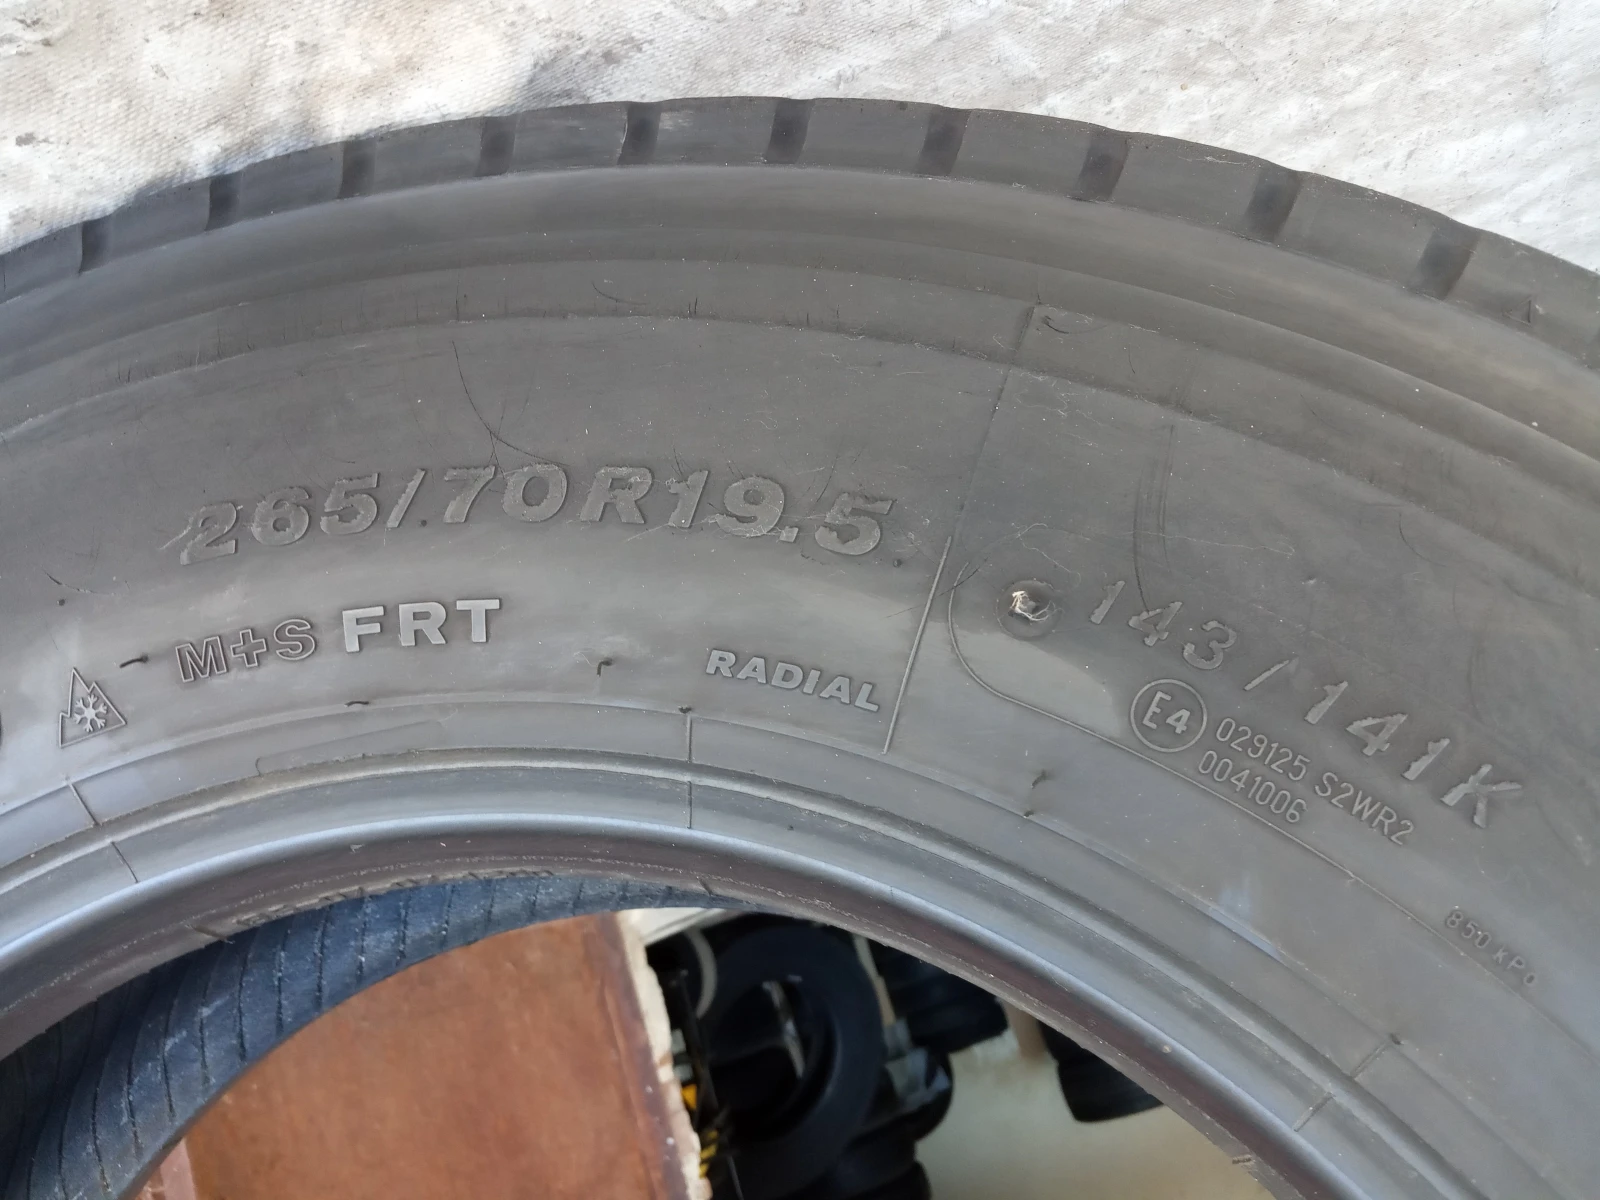 265/70R19.5
M+S FRT
RADIAL
143/141K
E4 029125 S2WR2
0041006
850 kPa